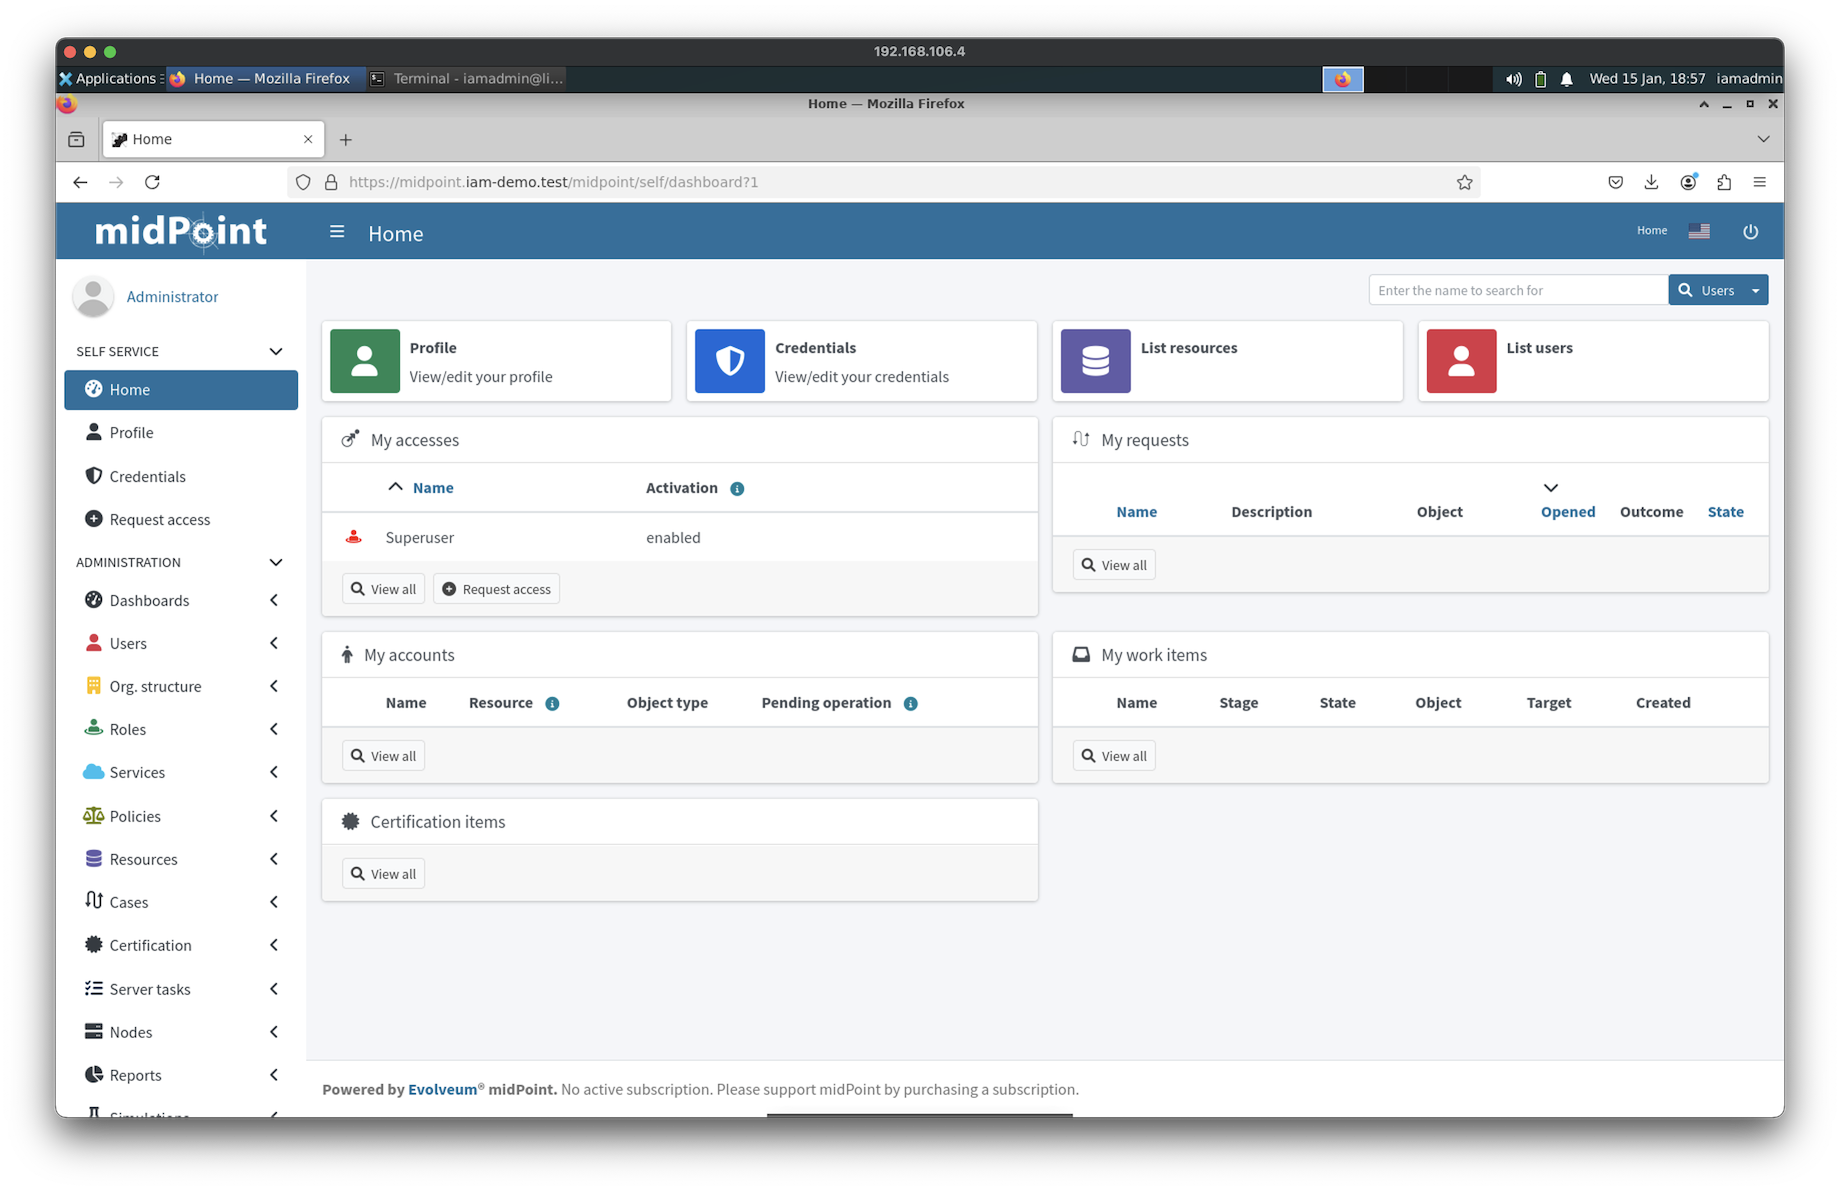 192.168.106.4
Applications
Home — Mozilla Firefox
Terminal - iamadmin@li...
Wed 15 Jan, 18:57
iamadmin
Home — Mozilla Firefox
Home
https://midpoint.iam-demo.test/midpoint/self/dashboard?1
midPoint
Home
Home
Administrator
Enter the name to search for
Users
SELF SERVICE
Home
Profile
Credentials
Request access
ADMINISTRATION
Dashboards
Users
Org. structure
Roles
Services
Policies
Resources
Cases
Certification
Server tasks
Nodes
Reports
Simulations
Profile
View/edit your profile
Credentials
View/edit your credentials
List resources
List users
My accesses
Name Activation
Superuser enabled
View all Request access
My requests
Name Description Object Opened Outcome State
View all
My accounts
Name Resource Object type Pending operation
View all
My work items
Name Stage State Object Target Created
View all
Certification items
View all
Powered by Evolveum® midPoint. No active subscription. Please support midPoint by purchasing a subscription.